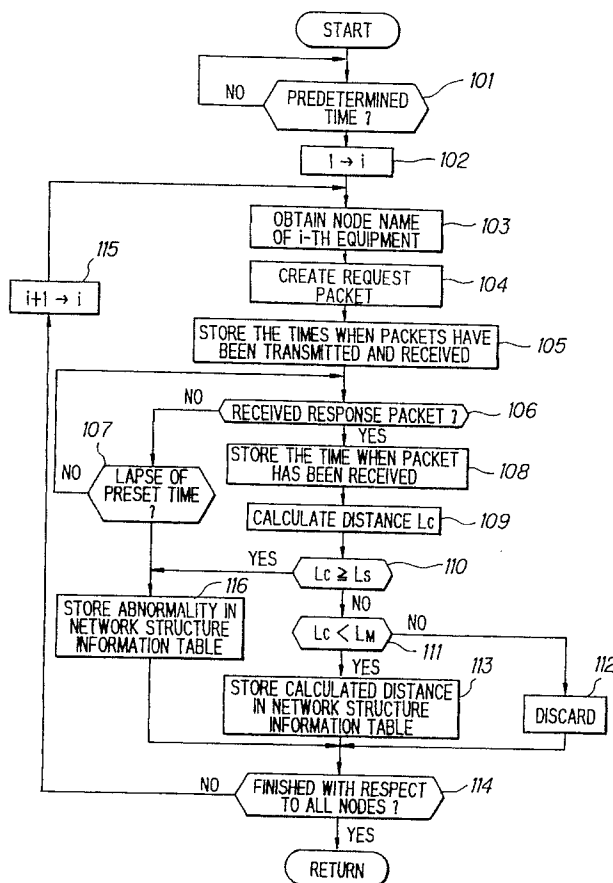 START
101
NO
PREDETERMINED
TIME ?
1 → i
102
OBTAIN NODE NAME
OF i-TH EQUIPMENT
103
115
i+1 → i
CREATE REQUEST
PACKET
104
STORE THE TIMES WHEN PACKETS HAVE
BEEN TRANSMITTED AND RECEIVED
105
NO
RECEIVED RESPONSE PACKET ?
106
YES
107
NO
LAPSE OF
PRESET TIME
?
STORE THE TIME WHEN PACKET
HAS BEEN RECEIVED
108
CALCULATE DISTANCE Lc
109
YES
Lc ≧ Ls
110
NO
116
STORE ABNORMALITY IN
NETWORK STRUCTURE
INFORMATION TABLE
Lc < LM
NO
111
YES
113
STORE CALCULATED DISTANCE
IN NETWORK STRUCTURE
INFORMATION TABLE
112
DISCARD
NO
FINISHED WITH RESPECT
TO ALL NODES ?
114
YES
RETURN